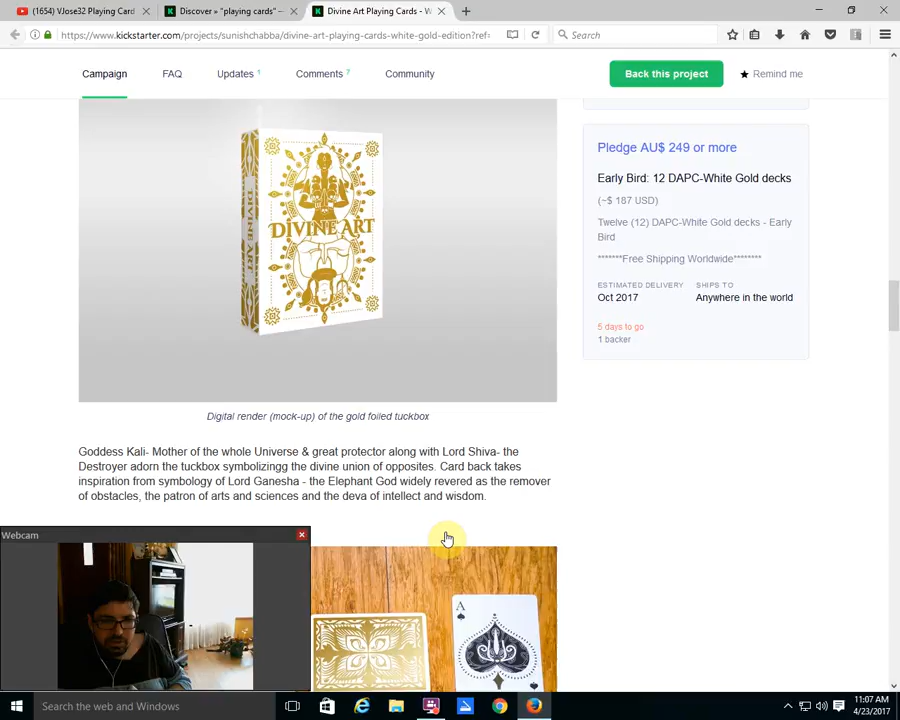 (1654) VJose32 Playing Card
Discover » "playing cards" —
Divine Art Playing Cards - W
https://www.kickstarter.com/projects/sunishchabba/divine-art-playing-cards-white-gold-edition?ref=
Search
Campaign
FAQ
Updates 1
Comments 7
Community
Back this project
Remind me
DIVINE ART
DIVINE ART
Digital render (mock-up) of the gold foiled tuckbox
Goddess Kali- Mother of the whole Universe & great protector along with Lord Shiva- the
Destroyer adorn the tuckbox symbolizingg the divine union of opposites. Card back takes
inspiration from symbology of Lord Ganesha - the Elephant God widely revered as the remover
of obstacles, the patron of arts and sciences and the deva of intellect and wisdom.
Pledge AU$ 249 or more
Early Bird: 12 DAPC-White Gold decks
(~$ 187 USD)
Twelve (12) DAPC-White Gold decks - Early
Bird
*******Free Shipping Worldwide********
ESTIMATED DELIVERY
SHIPS TO
Oct 2017
Anywhere in the world
5 days to go
1 backer
Webcam
A
Search the web and Windows
11:07 AM
4/23/2017